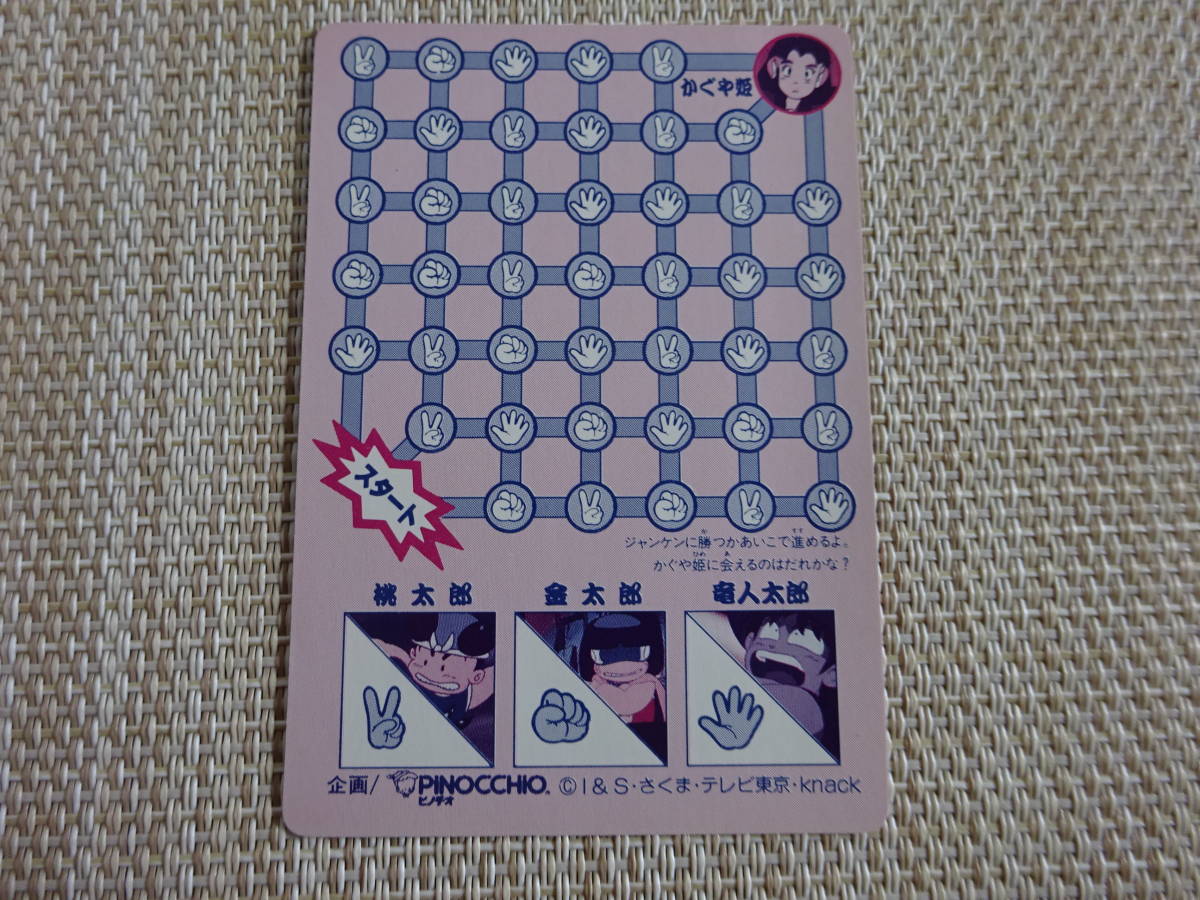 かぐや姫
スタート
ジャンケンに勝つかあいこで進めるよ。
かぐや姫に会えるのはだれかな?
桃太郎 金太郎 竜人太郎
企画/ PINOCCHIO ピノチオ ©I&S・さくま・テレビ東京・knack